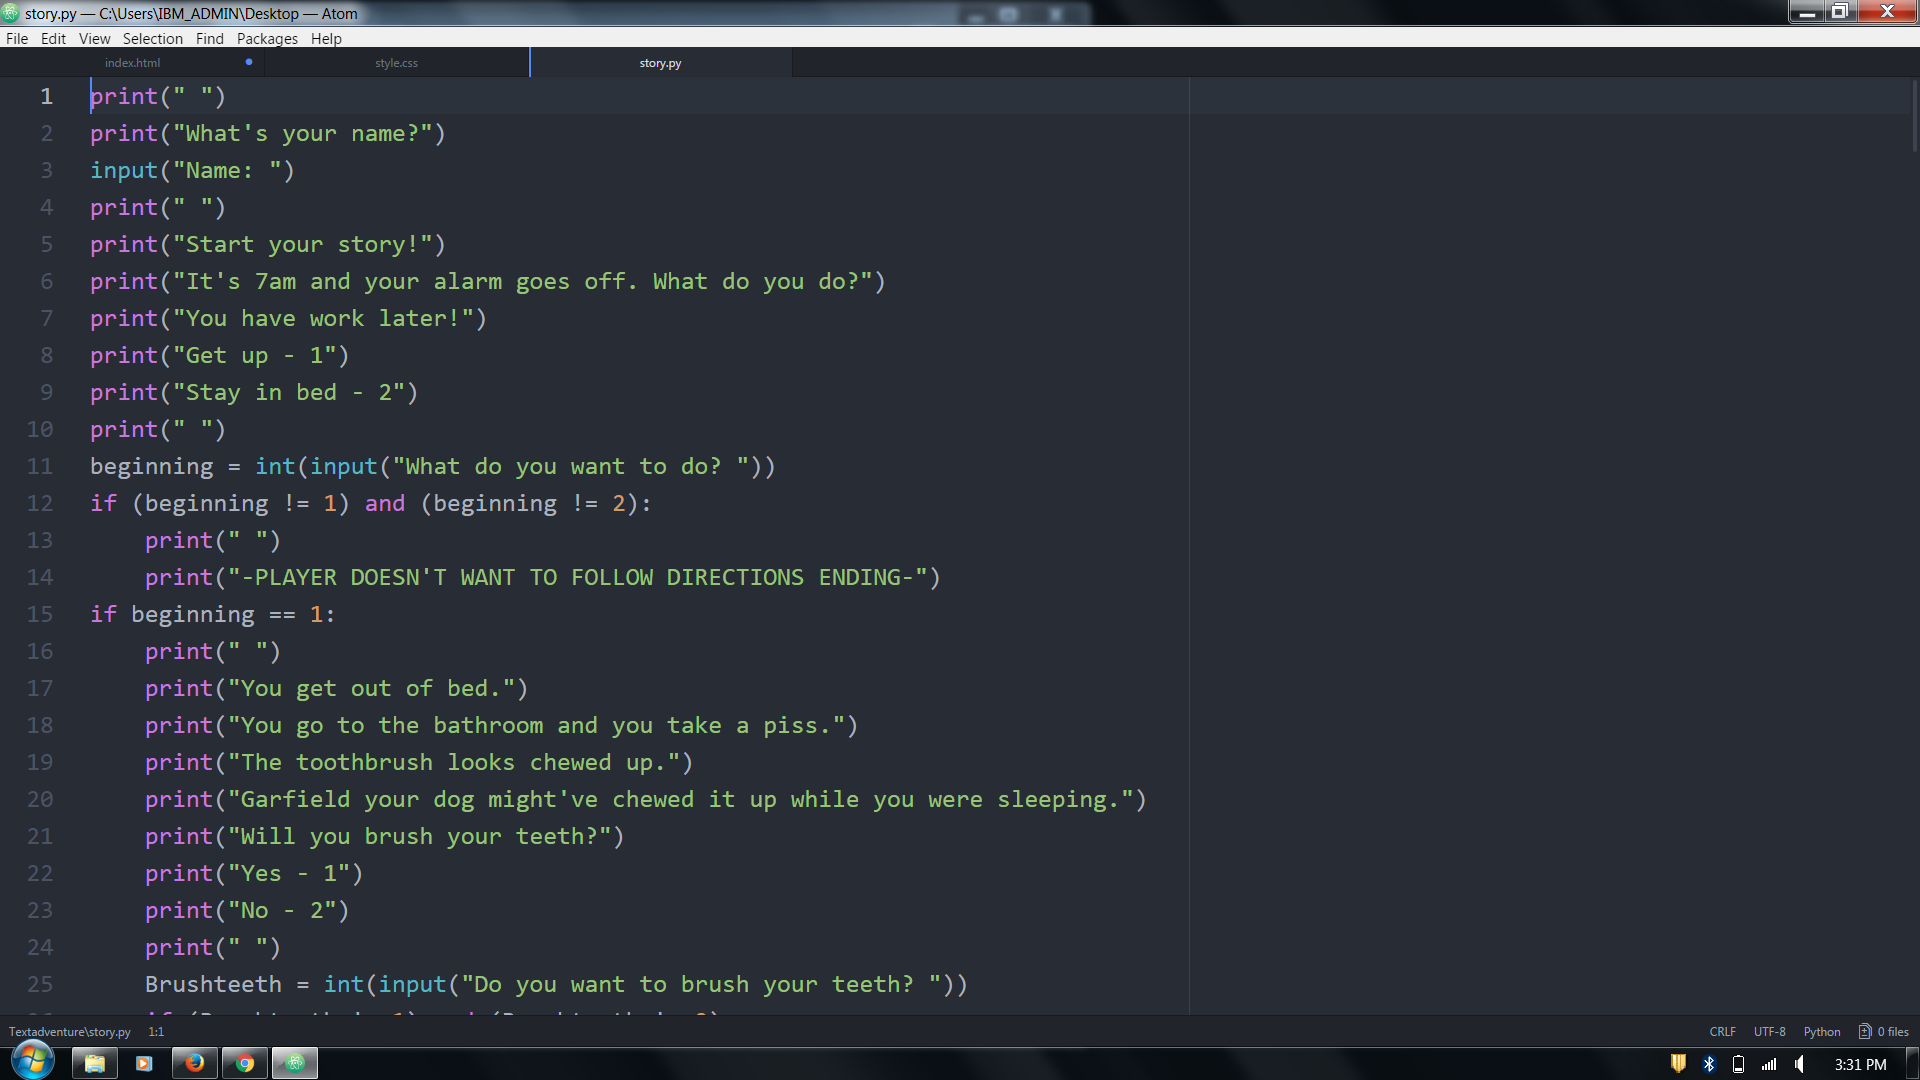 story.py — C:\Users\IBM_ADMIN\Desktop — Atom
File Edit View Selection Find Packages Help
index.html style.css story.py
1 print(" ")
2 print("What's your name?")
3 input("Name: ")
4 print(" ")
5 print("Start your story!")
6 print("It's 7am and your alarm goes off. What do you do?")
7 print("You have work later!")
8 print("Get up - 1")
9 print("Stay in bed - 2")
10 print(" ")
11 beginning = int(input("What do you want to do? "))
12 if (beginning != 1) and (beginning != 2):
13     print(" ")
14     print("-PLAYER DOESN'T WANT TO FOLLOW DIRECTIONS ENDING-")
15 if beginning == 1:
16     print(" ")
17     print("You get out of bed.")
18     print("You go to the bathroom and you take a piss.")
19     print("The toothbrush looks chewed up.")
20     print("Garfield your dog might've chewed it up while you were sleeping.")
21     print("Will you brush your teeth?")
22     print("Yes - 1")
23     print("No - 2")
24     print(" ")
25     Brushteeth = int(input("Do you want to brush your teeth? "))
Textadventure\story.py 1:1 CRLF UTF-8 Python 0 files
3:31 PM